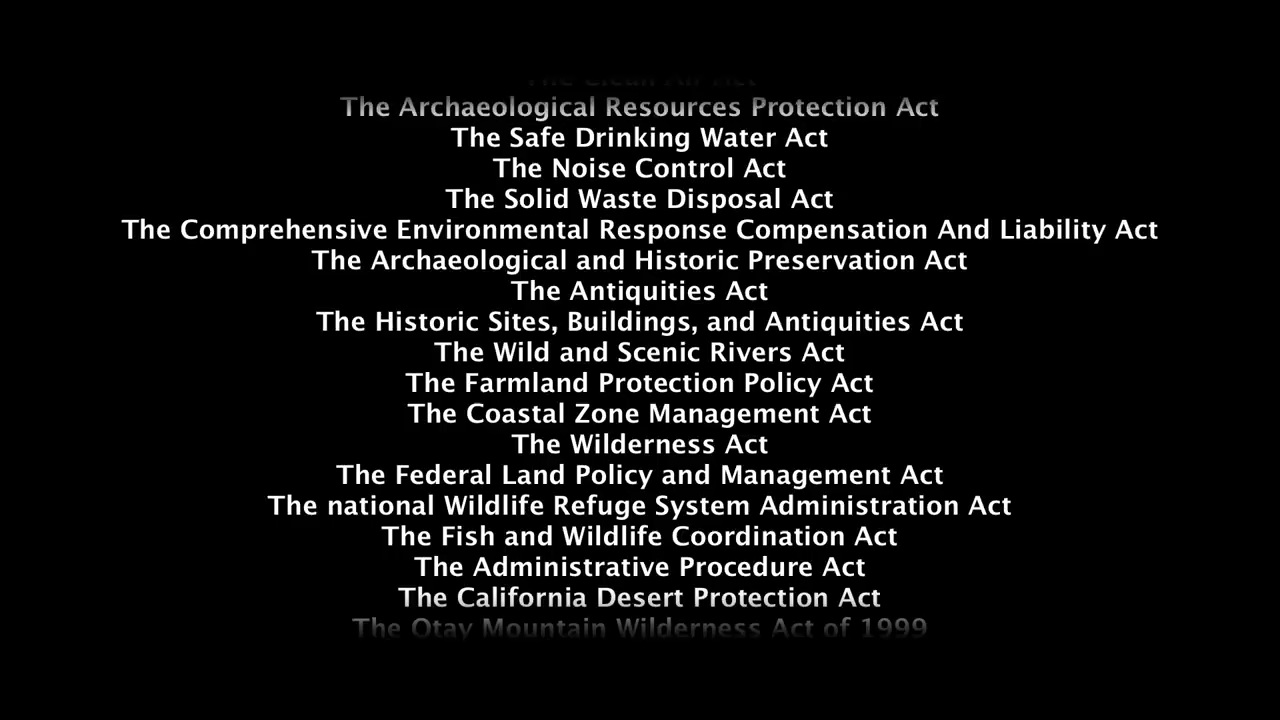 The Clean Air Act
The Archaeological Resources Protection Act
The Safe Drinking Water Act
The Noise Control Act
The Solid Waste Disposal Act
The Comprehensive Environmental Response Compensation And Liability Act
The Archaeological and Historic Preservation Act
The Antiquities Act
The Historic Sites, Buildings, and Antiquities Act
The Wild and Scenic Rivers Act
The Farmland Protection Policy Act
The Coastal Zone Management Act
The Wilderness Act
The Federal Land Policy and Management Act
The national Wildlife Refuge System Administration Act
The Fish and Wildlife Coordination Act
The Administrative Procedure Act
The California Desert Protection Act
The Otay Mountain Wilderness Act of 1999